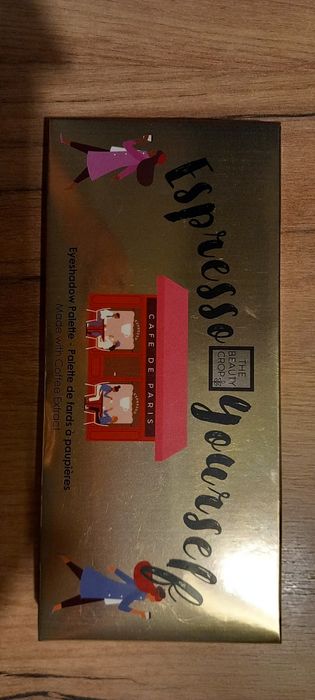 Espresso Yourself
THE
BEAUTY
CROP
CAFE DE PARIS
Eyeshadow Palette - Palette de fards à paupières
Made with Coffee Extract